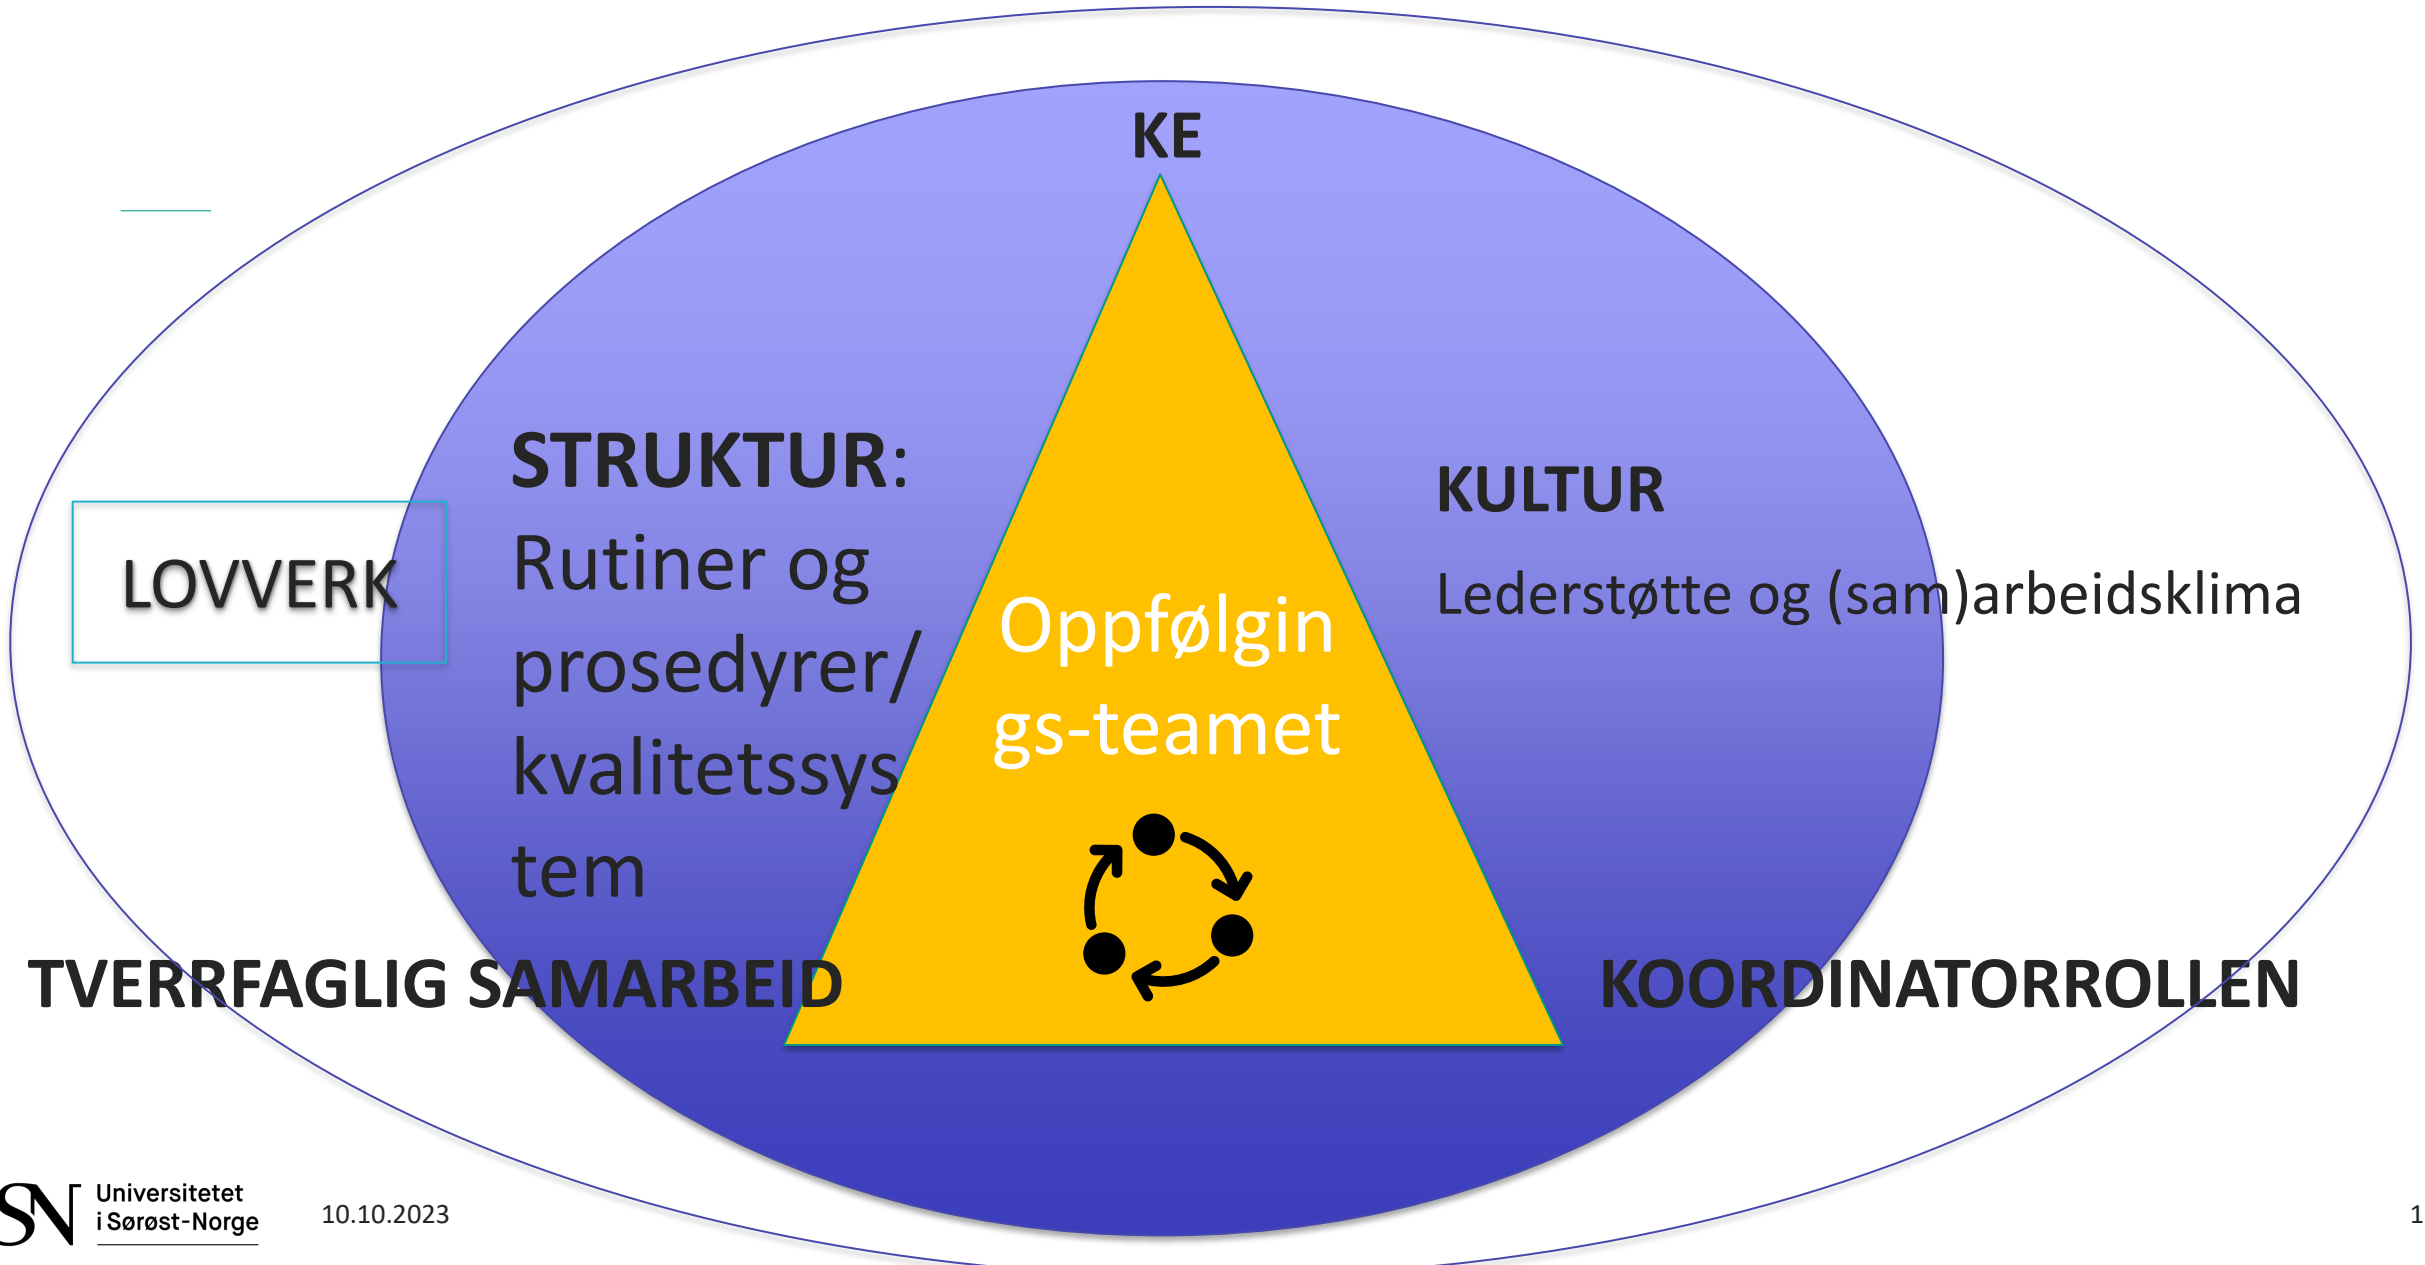 KE
STRUKTUR:
Rutiner og
prosedyrer/
kvalitetssys
tem
KULTUR
Lederstøtte og (sam)arbeidsklima
LOVVERK
Oppfølgin
gs-teamet
TVERRFAGLIG SAMARBEID
KOORDINATORROLLEN
SN
Universitetet
i Sørøst-Norge
10.10.2023
1